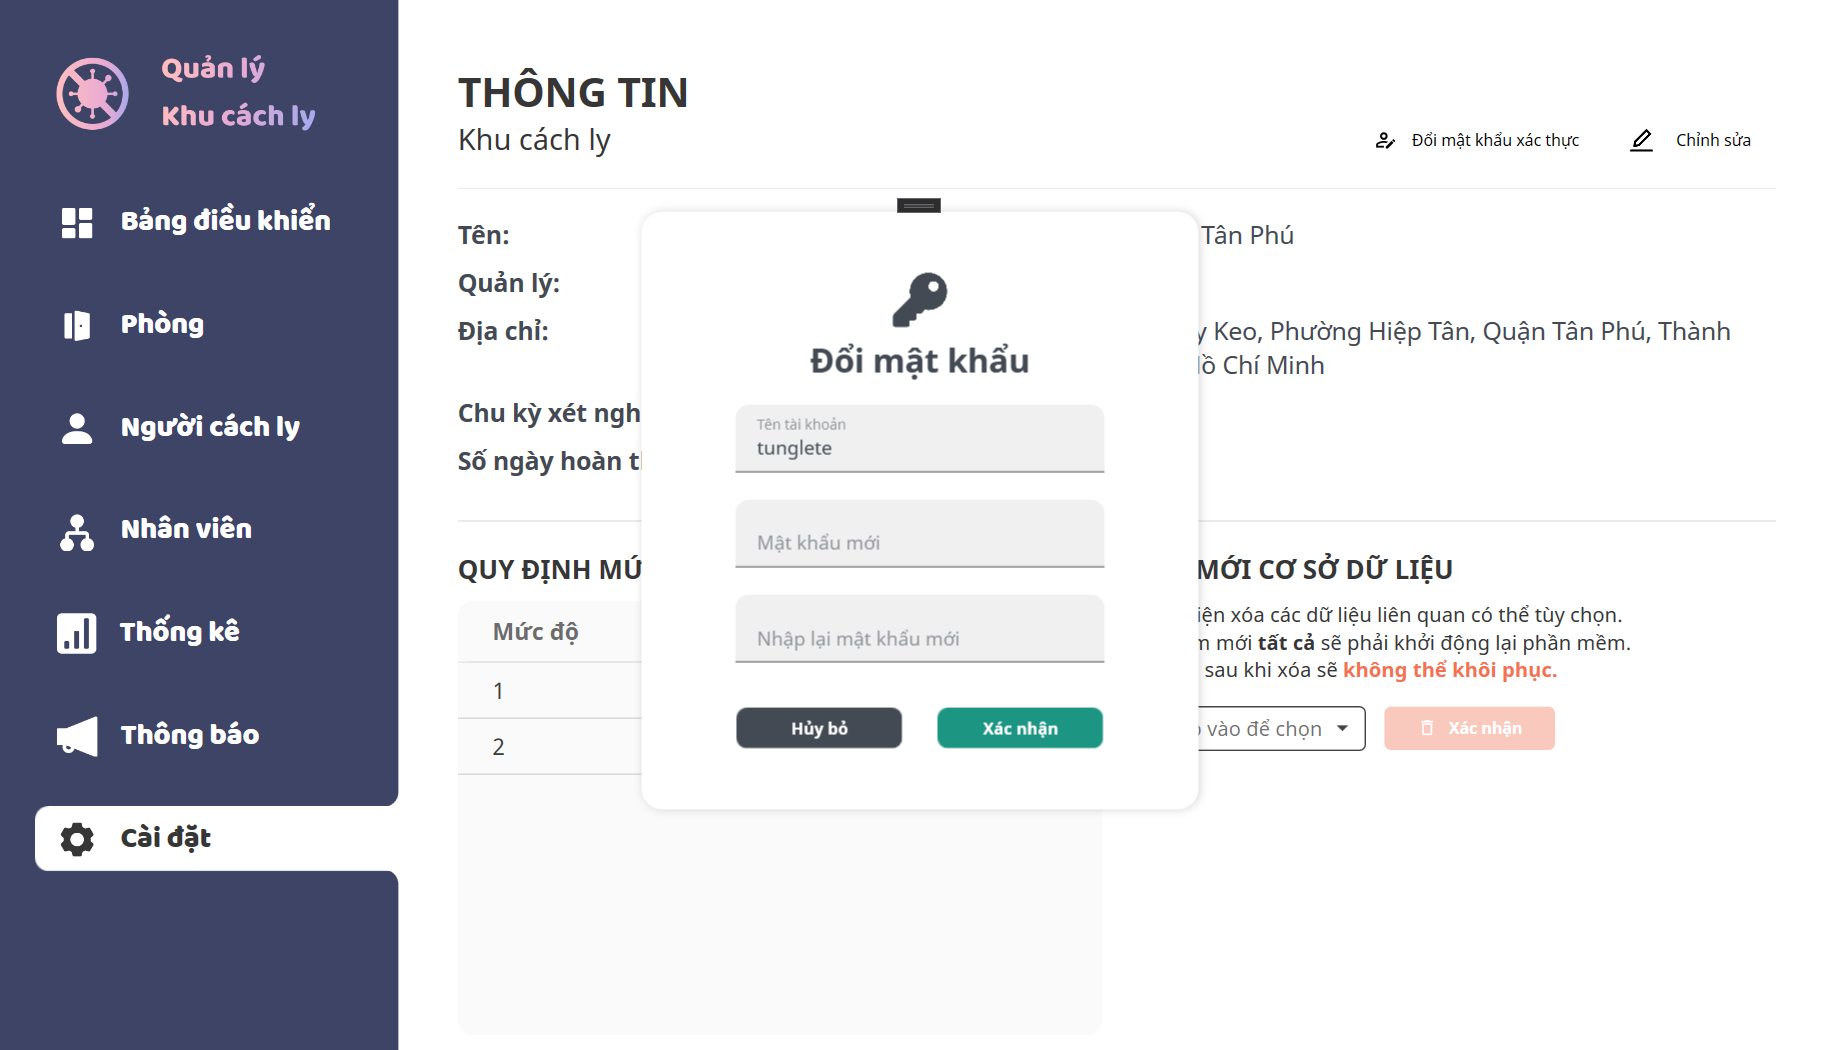 Quản lý
Khu cách ly
Bảng điều khiển
Phòng
Người cách ly
Nhân viên
Thống kê
Thông báo
Cài đặt
THÔNG TIN
Khu cách ly
Đổi mật khẩu xác thực
Chỉnh sửa
Tên:
Tân Phú
Quản lý:
Địa chỉ:
Keo, Phường Hiệp Tân, Quận Tân Phú, Thành
Chí Minh
Chu kỳ xét
Số ngày hoàn
Đổi mật khẩu
Tên tài khoản
tunglete
Mật khẩu mới
Nhập lại mật khẩu mới
Hủy bỏ
Xác nhận
QUY ĐỊNH
Mức độ
1
2
MỚI CƠ SỞ DỮ LIỆU
xóa các dữ liệu liên quan có thể tùy chọn.
mới tất cả sẽ phải khởi động lại phần mềm.
sau khi xóa sẽ không thể khôi phục.
vào để chọn
Xác nhận